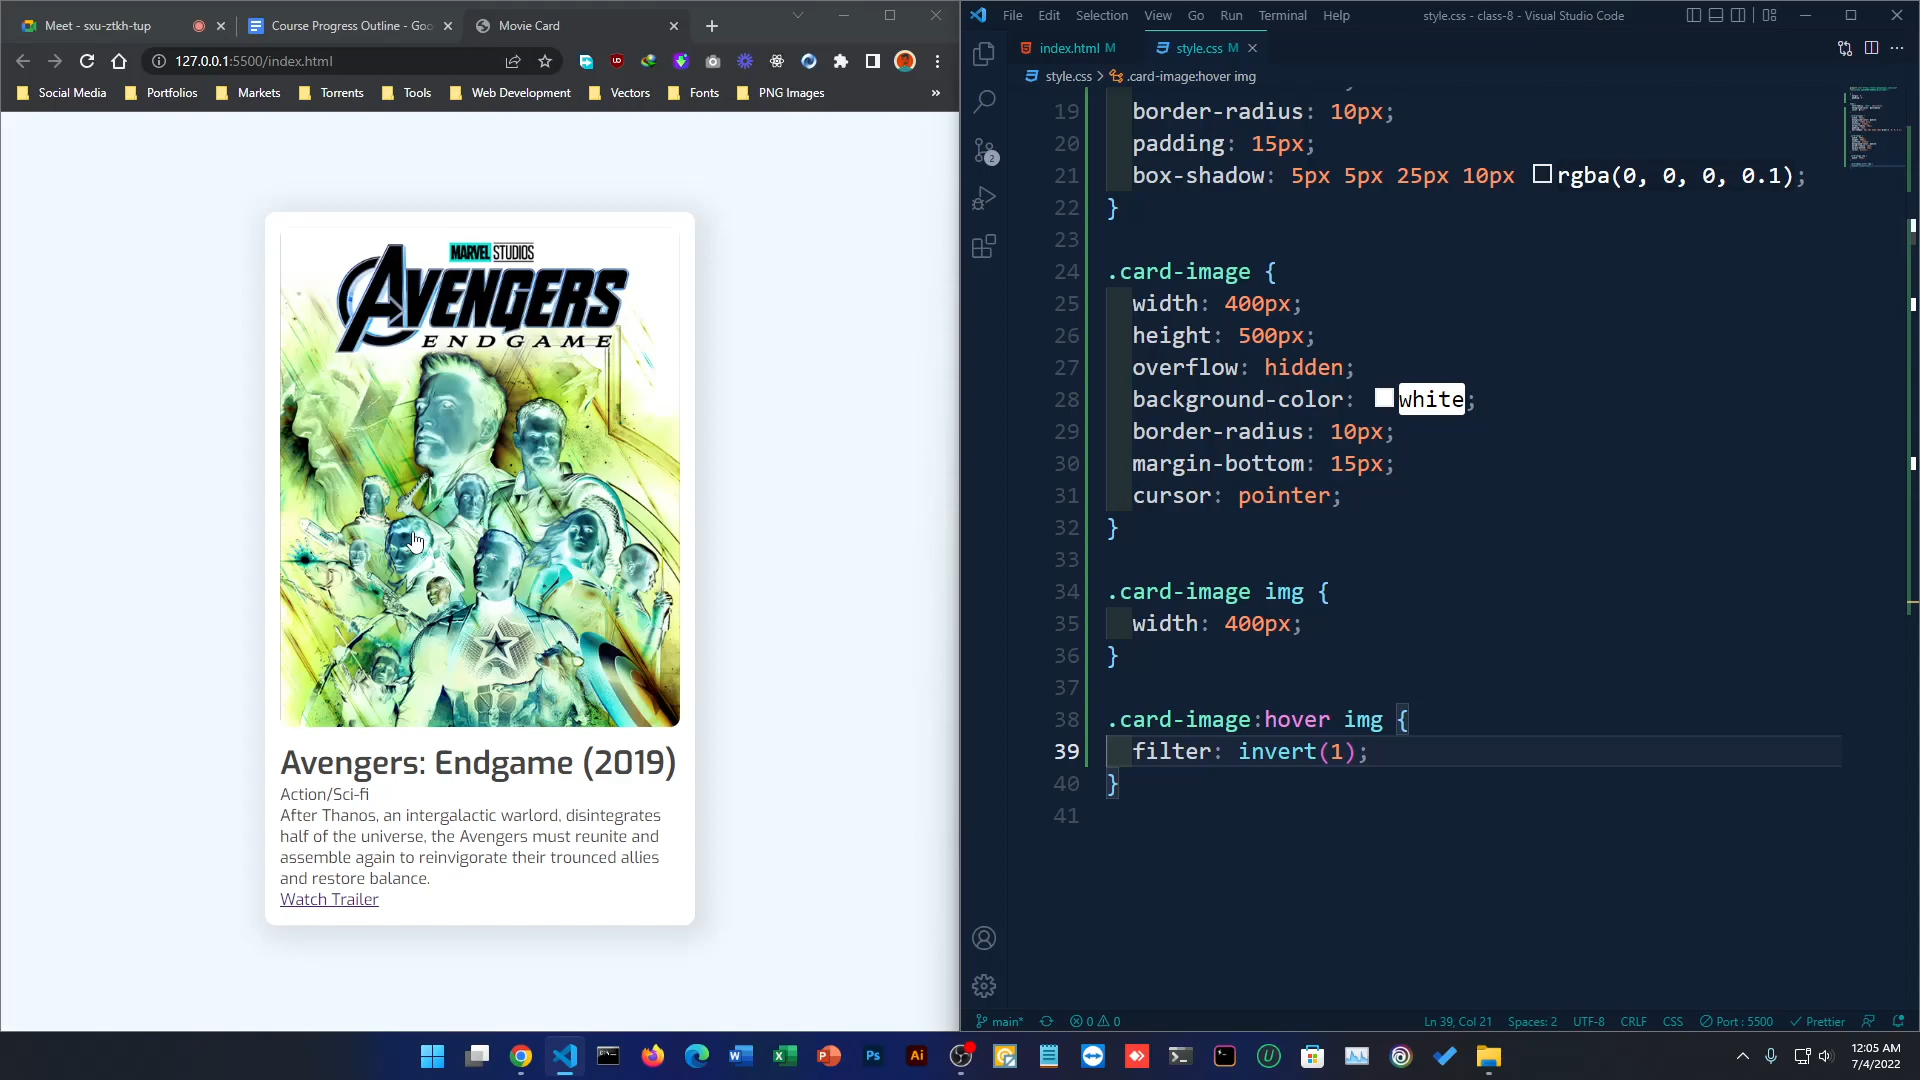 Meet - sxu-ztkh-tup
Course Progress Outline - Goo
Movie Card
127.0.0.1:5500/index.html
Social Media
Portfolios
Markets
Torrents
Tools
Web Development
Vectors
Fonts
PNG Images
»
MARVEL STUDIOS
AVENGERS
ENDGAME
Avengers: Endgame (2019)
Action/Sci-fi
After Thanos, an intergalactic warlord, disintegrates
half of the universe, the Avengers must reunite and
assemble again to reinvigorate their trounced allies
and restore balance.
Watch Trailer
File Edit Selection View Go Run Terminal Help
style.css - class-8 - Visual Studio Code
index.html M
style.css M
style.css > .card-image:hover img
19 border-radius: 10px;
20 padding: 15px;
21 box-shadow: 5px 5px 25px 10px rgba(0, 0, 0, 0.1);
22 }
23
24 .card-image {
25 width: 400px;
26 height: 500px;
27 overflow: hidden;
28 background-color: white;
29 border-radius: 10px;
30 margin-bottom: 15px;
31 cursor: pointer;
32 }
33
34 .card-image img {
35 width: 400px;
36 }
37
38 .card-image:hover img {
39 filter: invert(1);
40 }
41
2
main* 0 0 Ln 39, Col 21 Spaces: 2 UTF-8 CRLF CSS Port : 5500 Prettier
12:05 AM
7/4/2022